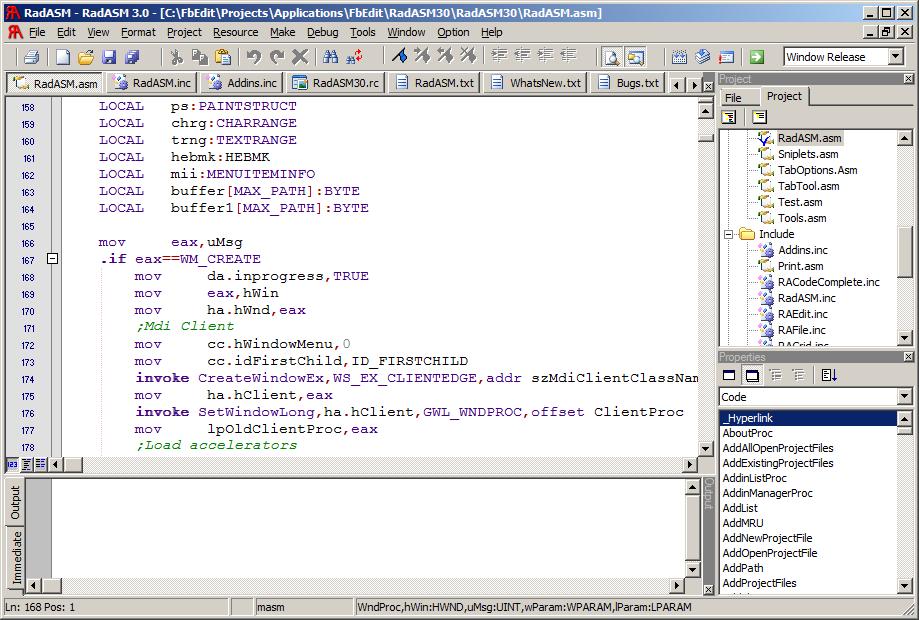 RadASM - RadASM 3.0 - [C:\FbEdit\Projects\Applications\FbEdit\RadASM30\RadASM30\RadASM.asm]
File Edit View Format Project Resource Make Debug Tools Window Option Help
Window Release
RadASM.asm RadASM.inc Addins.inc RadASM30.rc RadASM.txt WhatsNew.txt Bugs.txt
158 LOCAL ps:PAINTSTRUCT
159 LOCAL chrg:CHARRANGE
160 LOCAL trng:TEXTRANGE
161 LOCAL hebmk:HEBMK
162 LOCAL mii:MENUITEMINFO
163 LOCAL buffer[MAX_PATH]:BYTE
164 LOCAL buffer1[MAX_PATH]:BYTE
165
166 mov eax,uMsg
167 .if eax==WM_CREATE
168 mov da.inprogress,TRUE
169 mov eax,hWin
170 mov ha.hWnd,eax
171 ;Mdi Client
172 mov cc.hWindowMenu,0
173 mov cc.idFirstChild,ID_FIRSTCHILD
174 invoke CreateWindowEx,WS_EX_CLIENTEDGE,addr szMdiClientClassNam
175 mov ha.hClient,eax
176 invoke SetWindowLong,ha.hClient,GWL_WNDPROC,offset ClientProc
177 mov lpOldClientProc,eax
178 ;Load accelerators
123
Project
File Project
RadASM.asm
Sniplets.asm
TabOptions.Asm
TabTool.asm
Test.asm
Tools.asm
Include
Addins.inc
Print.asm
RACodeComplete.inc
RadASM.inc
RAEdit.inc
RAFile.inc
RAGrid.inc
Properties
Code
_Hyperlink
AboutProc
AddAllOpenProjectFiles
AddExistingProjectFiles
AddinListProc
AddinManagerProc
AddList
AddMRU
AddNewProjectFile
AddOpenProjectFile
AddPath
AddProjectFiles
Output
Immediate
Output
Ln: 168 Pos: 1 masm WndProc,hWin:HWND,uMsg:UINT,wParam:WPARAM,lParam:LPARAM